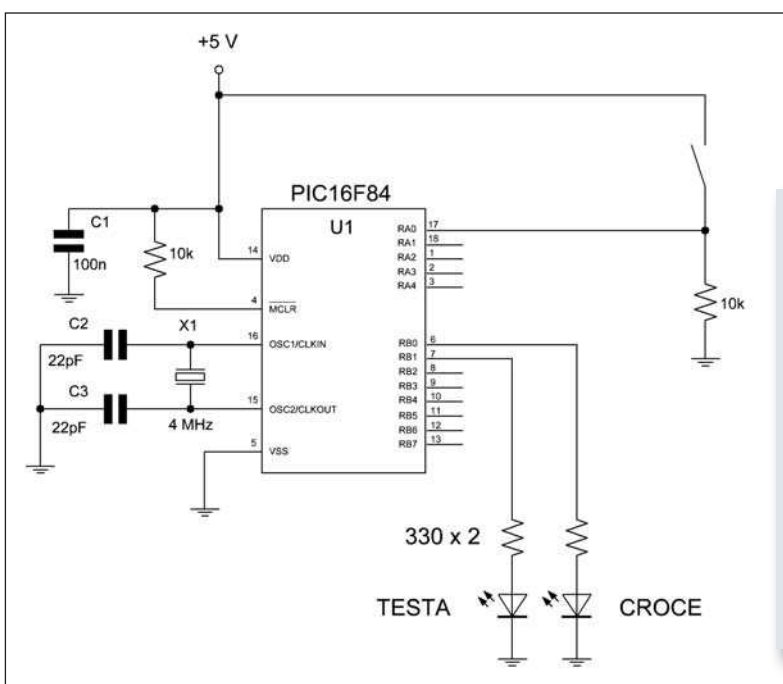 +5 V
PIC16F84
U1
C1
100n
10k
14
VDD
4
MCLR
C2
22pF
X1
16
OSC1/CLKIN
C3
22pF
4 MHz
15
OSC2/CLKOUT
5
VSS
RA0 17
RA1 18
RA2 1
RA3 2
RA4 3
10k
RB0 6
RB1 7
RB2 8
RB3 9
RB4 10
RB5 11
RB6 12
RB7 13
330 x 2
TESTA
CROCE